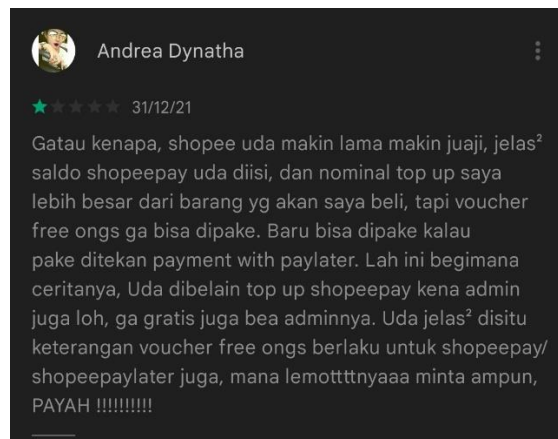 Andrea Dynatha
31/12/21
Gatau kenapa, shopee uda makin lama makin juaji, jelas²
saldo shopeepay uda diisi, dan nominal top up saya
lebih besar dari barang yg akan saya beli, tapi voucher
free ongs ga bisa dipake. Baru bisa dipake kalau
pake ditekan payment with paylater. Lah ini begimana
ceritanya, Uda dibelain top up shopeepay kena admin
juga loh, ga gratis juga bea adminnya. Uda jelas² disitu
keterangan voucher free ongs berlaku untuk shopeepay/
shopeepaylater juga, mana lemottttnyaaa minta ampun,
PAYAH !!!!!!!!!!